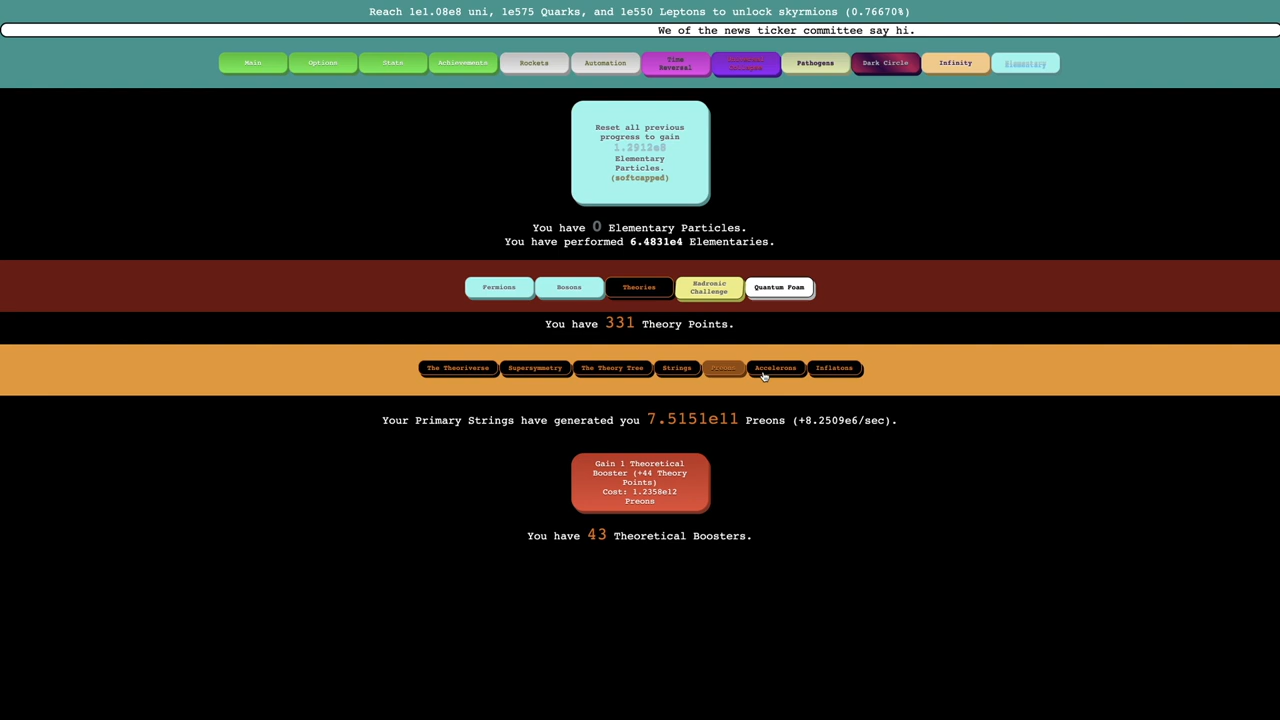 Reach 1e1.08e8 uni, 1e575 Quarks, and 1e550 Leptons to unlock skyrmions (0.76670%)
We of the news ticker committee say hi.
Main
Options
Stats
Achievements
Rockets
Automation
Time
Reversal
Pathogens
Dark Circle
Infinity
Elementary
Reset all previous
progress to gain
1.2912e8
Elementary
Particles.
(softcapped)
You have 0 Elementary Particles.
You have performed 6.4831e4 Elementaries.
Fermions
Bosons
Theories
Hadronic
Challenge
Quantum Foam
You have 331 Theory Points.
The Theoriverse
Supersymmetry
The Theory Tree
Strings
Preons
Accelerons
Inflatons
Your Primary Strings have generated you 7.5151e11 Preons (+8.2509e6/sec).
Gain 1 Theoretical
Booster (+44 Theory
Points)
Cost: 1.2358e12
Preons
You have 43 Theoretical Boosters.